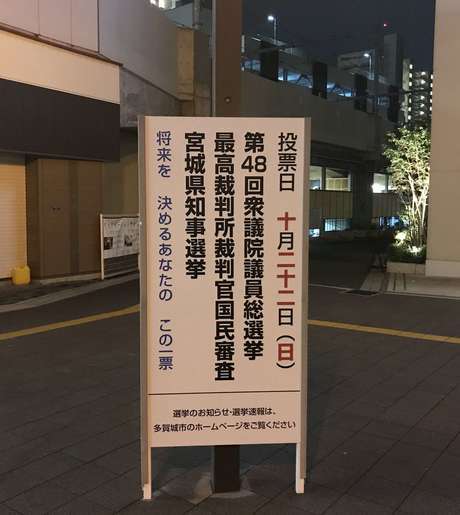 投票日 十月二十二日(日)
第48回衆議院議員総選挙
最高裁判所裁判官国民審査
宮城県知事選挙
将来を 決めるあなたの この一票
選挙のお知らせ・選挙速報は、
多賀城市のホームページをご覧ください